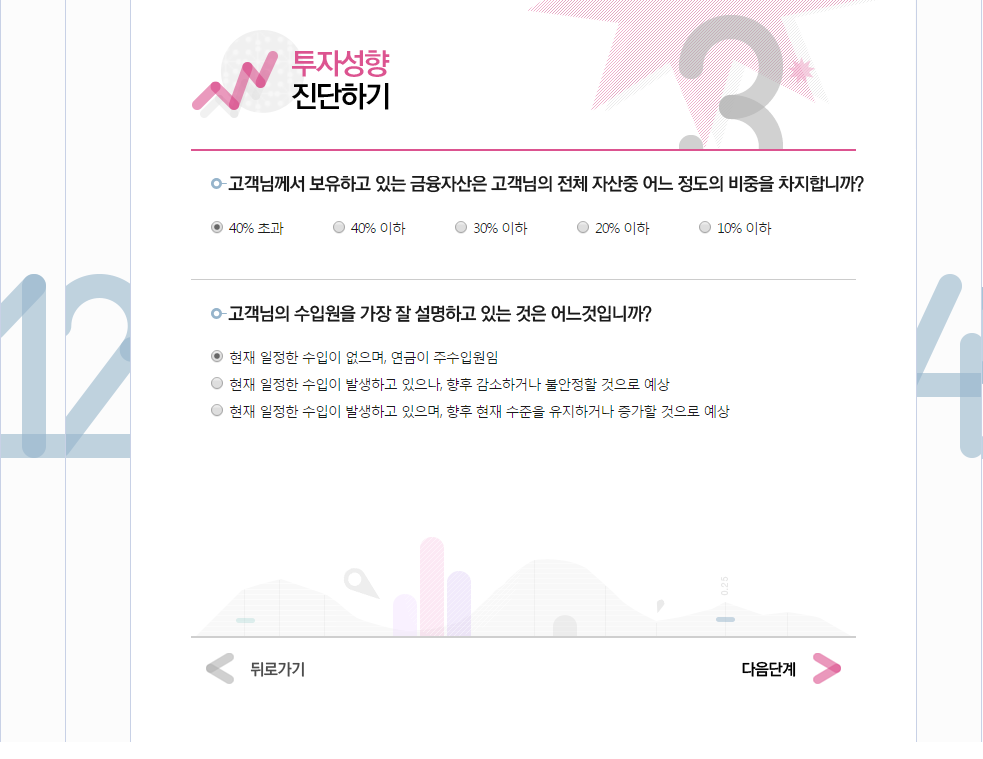 투자성향
진단하기
3
고객님께서 보유하고 있는 금융자산은 고객님의 전체 자산중 어느 정도의 비중을 차지합니까?
40% 초과 40% 이하 30% 이하 20% 이하 10% 이하
고객님의 수입원을 가장 잘 설명하고 있는 것은 어느것입니까?
현재 일정한 수입이 없으며, 연금이 주수입원임
현재 일정한 수입이 발생하고 있으나, 향후 감소하거나 불안정할 것으로 예상
현재 일정한 수입이 발생하고 있으며, 향후 현재 수준을 유지하거나 증가할 것으로 예상
1 2 4
0.25
뒤로가기 다음단계